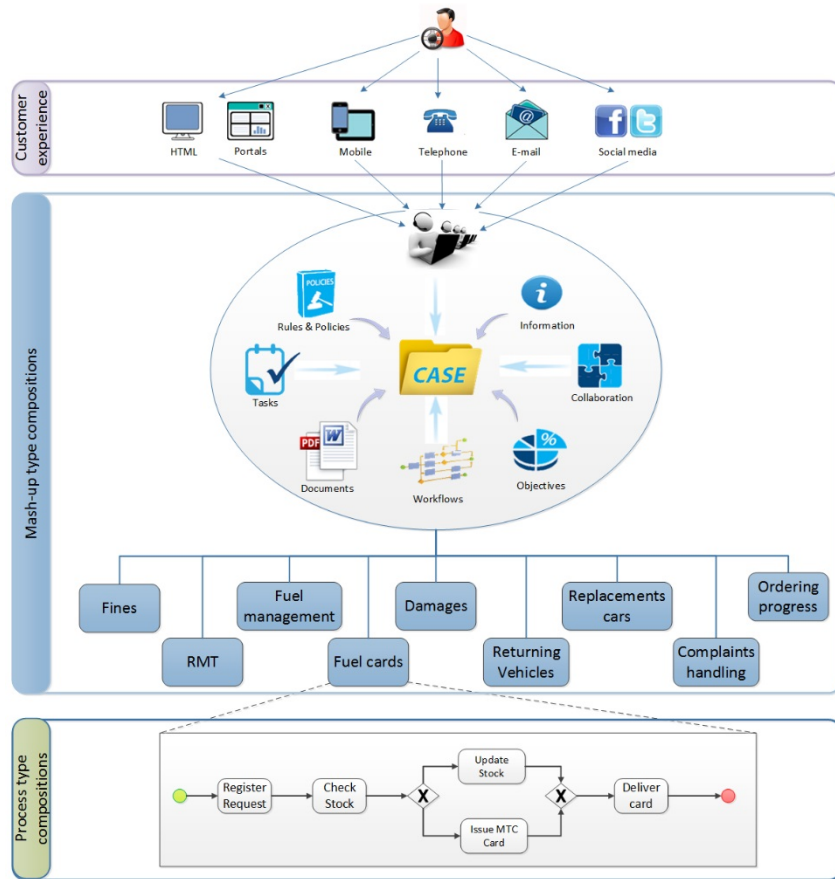 Customer
experience
HTML
Portals
Mobile
Telephone
E-mail
Social media
@
f
t
Mash-up type compositions
POLICIES
Rules & Policies
i
Information
Tasks
CASE
Collaboration
PDF
W
Documents
Workflows
%
Objectives
Fines
RMT
Fuel
management
Fuel cards
Damages
Returning
Vehicles
Replacements
cars
Complaints
handling
Ordering
progress
Process type
compositions
Register
Request
Check
Stock
X
Update
Stock
Issue MTC
Card
X
Deliver
card